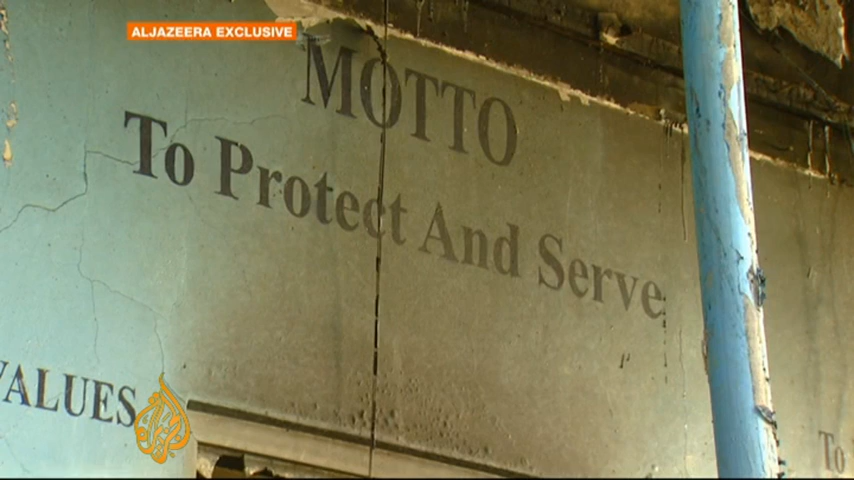 ALJAZEERA EXCLUSIVE
MOTTO
To Protect And Serve
VALUES
To